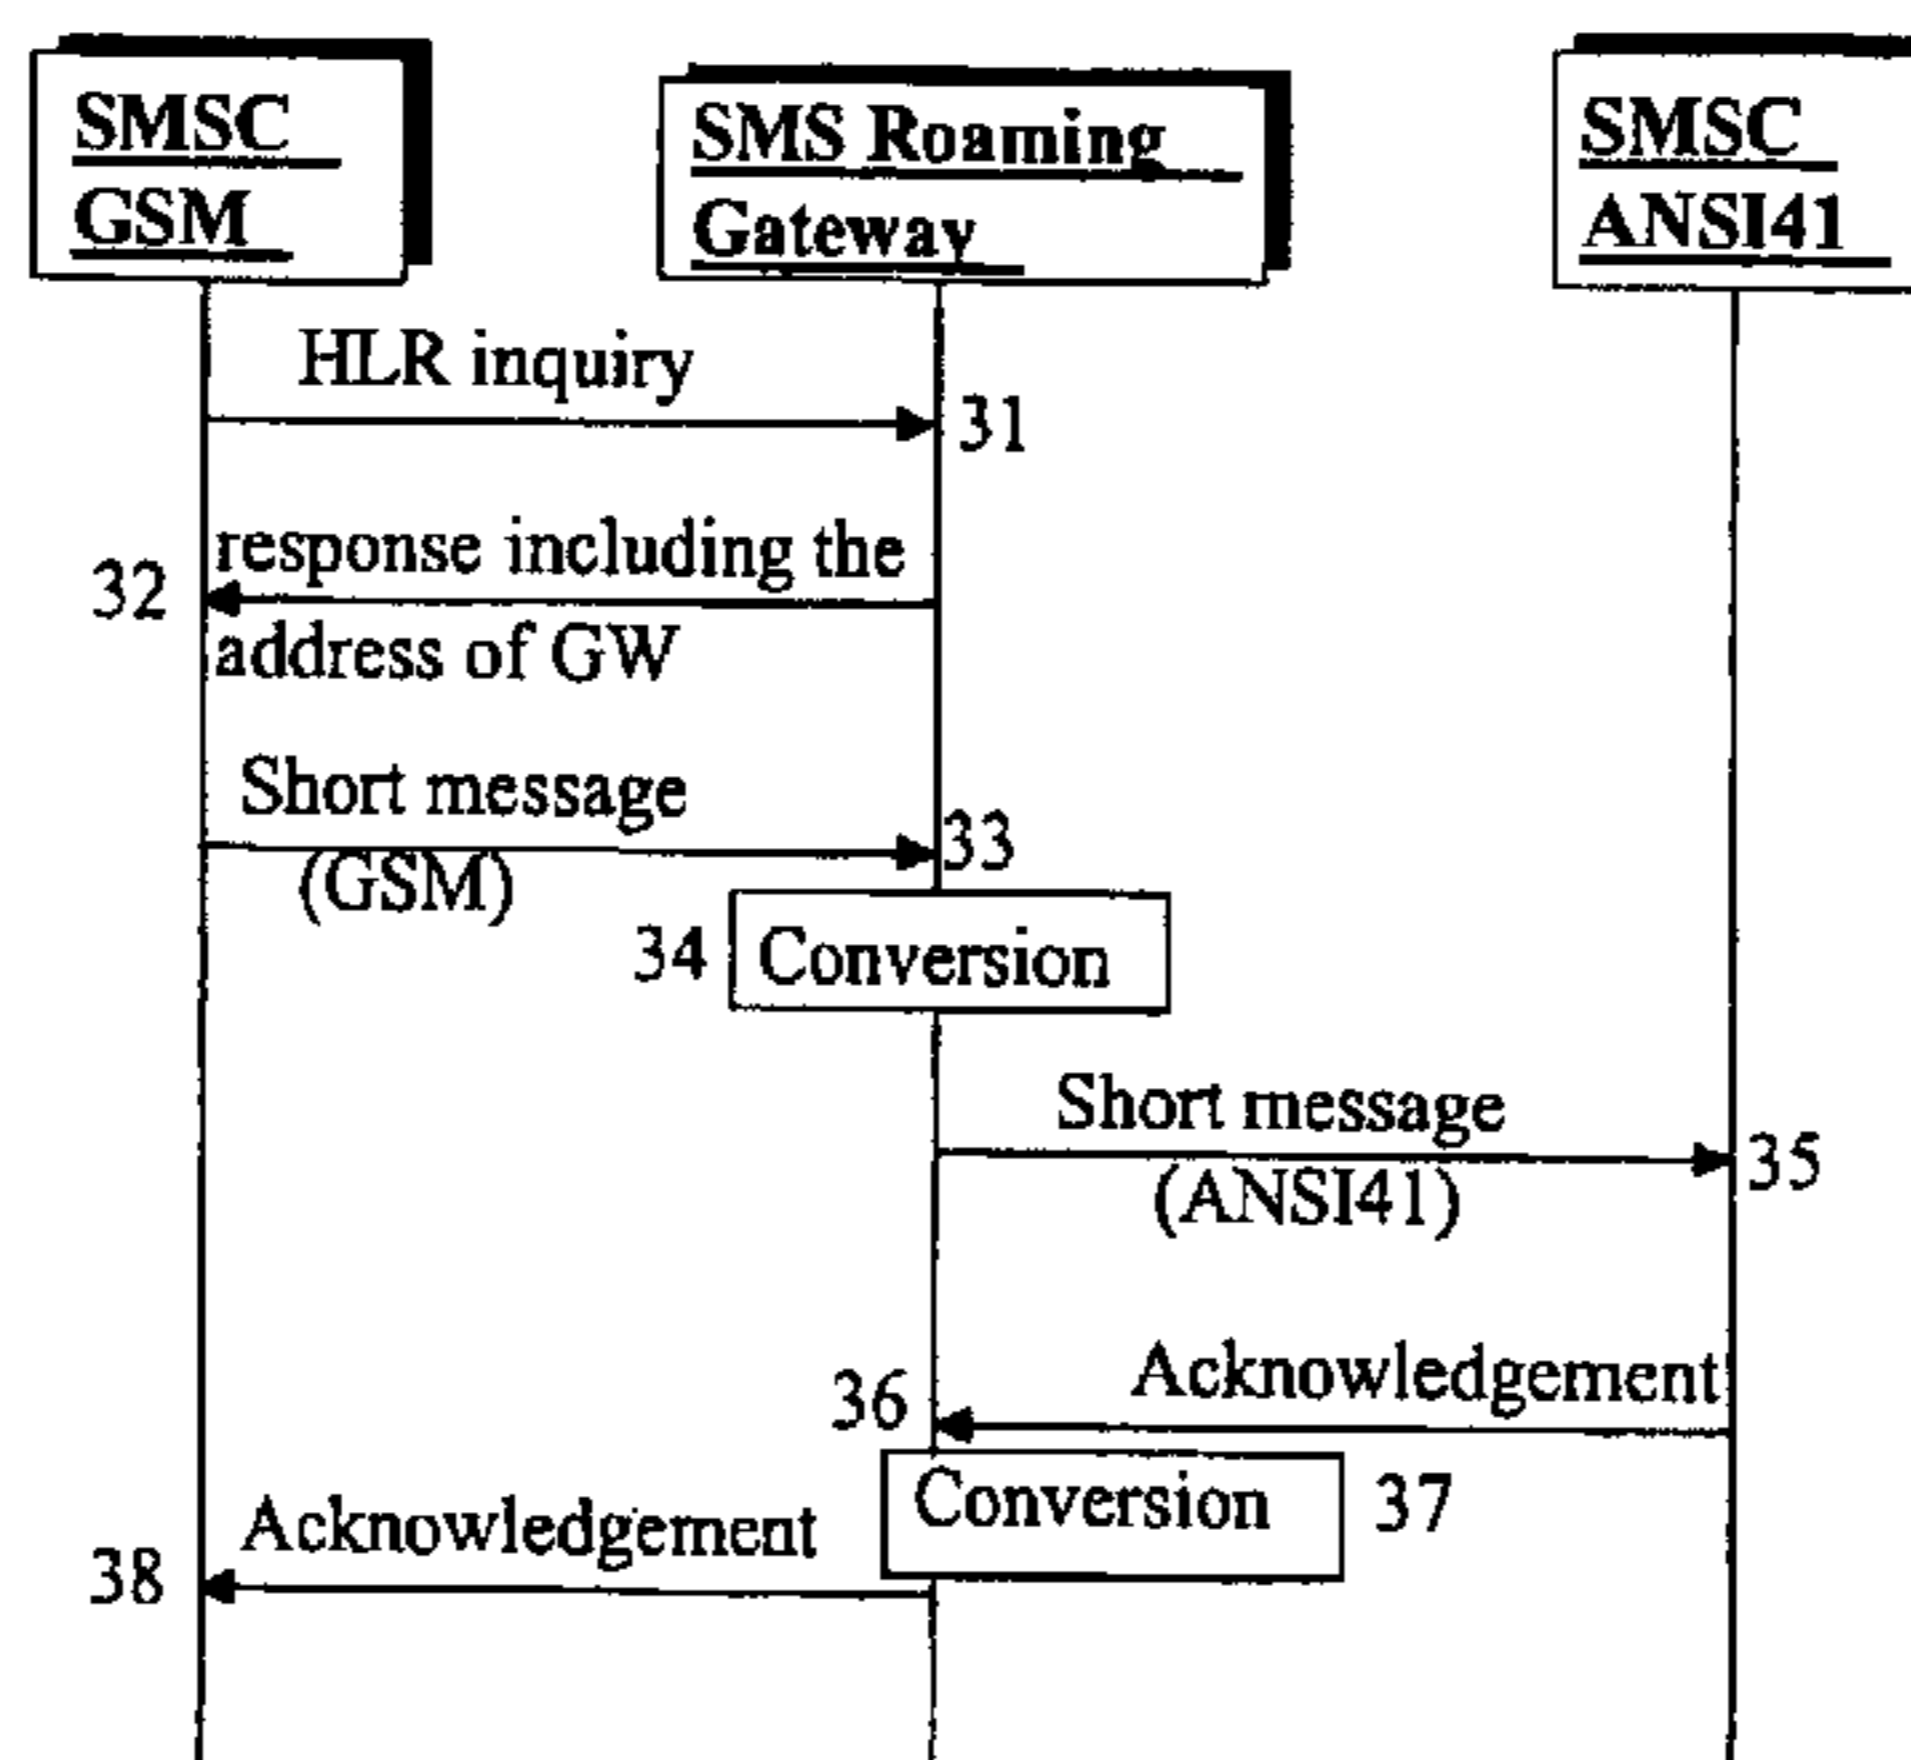 SMSC
GSM
SMS Roaming
Gateway
SMSC
ANSI41
HLR inquiry
31
response including the
32
address of GW
Short message
33
(GSM)
34
Conversion
Short message
35
(ANSI41)
Acknowledgement
36
Conversion
37
Acknowledgement
38